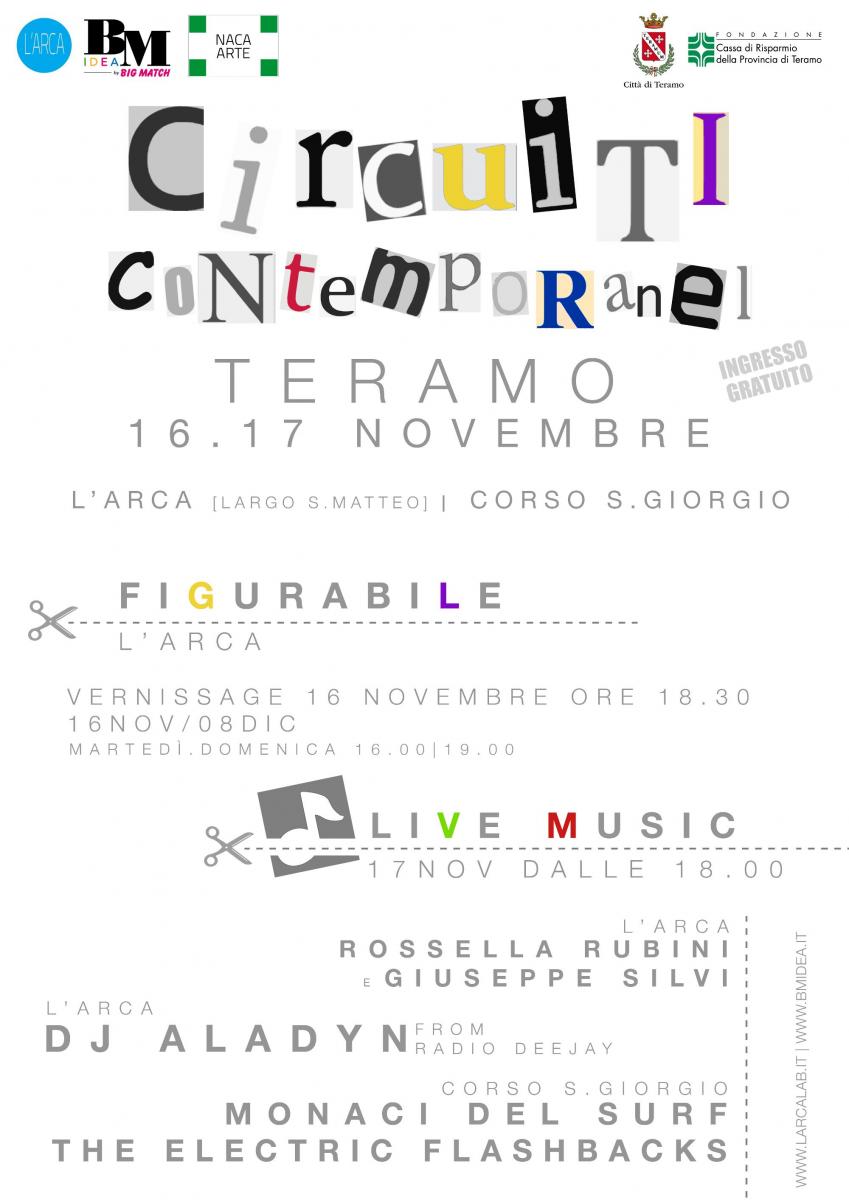 L'ARCA
BM
IDEA
by BIG MATCH
NACA
ARTE
Città di Teramo
FONDAZIONE
Cassa di Risparmio
della Provincia di Teramo
CircuiTI
CoNtemPoRanel
TERAMO
INGRESSO
GRATUITO
16.17 NOVEMBRE
L'ARCA [LARGO S.MATTEO] | CORSO S.GIORGIO
FIGURABILE
L'ARCA
VERNISSAGE 16 NOVEMBRE ORE 18.30
16NOV/08DIC
MARTEDÌ.DOMENICA 16.00|19.00
LIVE MUSIC
17NOV DALLE 18.00
L'ARCA
ROSSELLA RUBINI
E GIUSEPPE SILVI
L'ARCA
DJ ALADYN FROM
RADIO DEEJAY
CORSO S.GIORGIO
MONACI DEL SURF
THE ELECTRIC FLASHBACKS
WWW.LARCALAB.IT | WWW.BMIDEA.IT